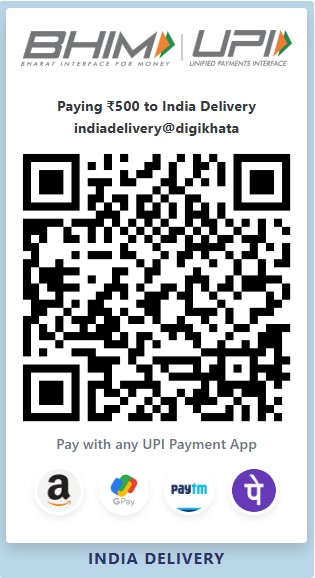 BHIM
BHARAT INTERFACE FOR MONEY
UPI
UNIFIED PAYMENTS INTERFACE
Paying ₹500 to India Delivery
indiadelivery@digikhata
Pay with any UPI Payment App
a
G Pay
paytm
पे
INDIA DELIVERY